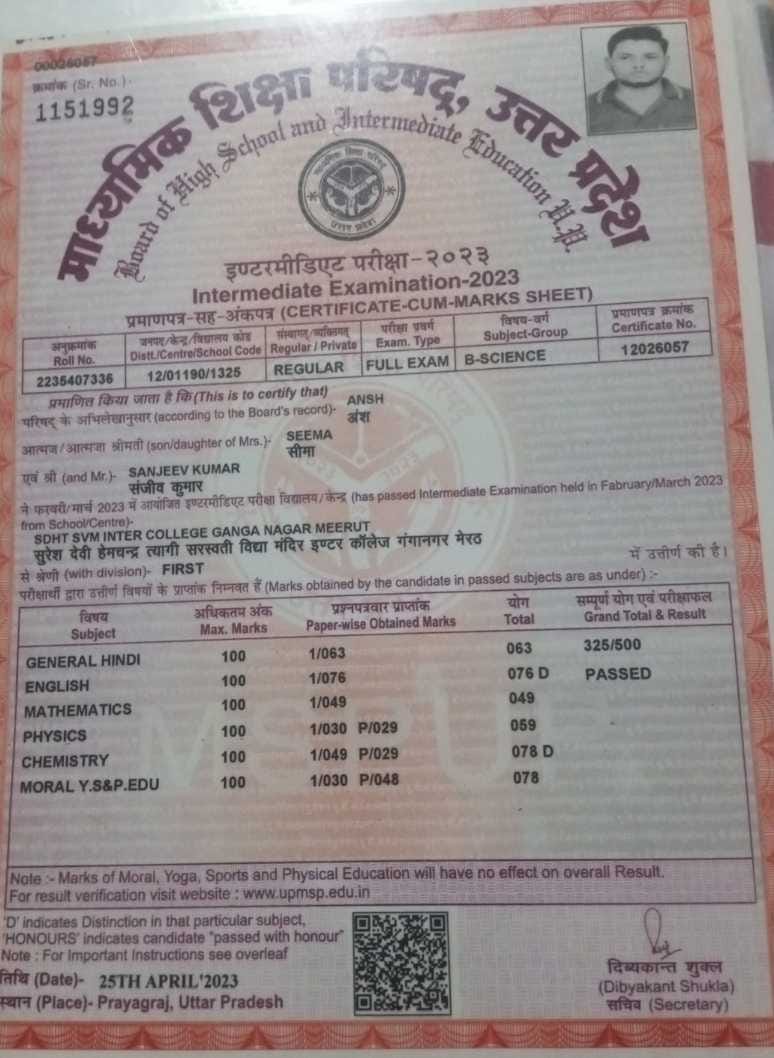 00026057
क्रमांक (Sr. No.)-
1151992
माध्यमिक शिक्षा परिषद्, उत्तर प्रदेश
Board of High School and Intermediate Education U.P.
माध्यमिक शिक्षा परिषद
उत्तर प्रदेश
इण्टरमीडिएट परीक्षा-२०२३
Intermediate Examination-2023
प्रमाणपत्र-सह-अंकपत्र (CERTIFICATE-CUM-MARKS SHEET)
अनुक्रमांक जनपद/केन्द्र/विद्यालय कोड संस्थागत/व्यक्तिगत परीक्षा प्रवर्ग विषय-वर्ग प्रमाणपत्र क्रमांक
Roll No. Distt./Centre/School Code Regular / Private Exam. Type Subject-Group Certificate No.
2235407336 12/01190/1325 REGULAR FULL EXAM B-SCIENCE 12026057
प्रमाणित किया जाता है कि (This is to certify that)
परिषद् के अभिलेखानुसार (according to the Board's record)- ANSH
अंश
आत्मज/आत्मजा श्रीमती (son/daughter of Mrs.)- SEEMA
सीमा
एवं श्री (and Mr.)- SANJEEV KUMAR
संजीव कुमार
ने फरवरी/मार्च 2023 में आयोजित इण्टरमीडिएट परीक्षा विद्यालय/केन्द्र (has passed Intermediate Examination held in Fabruary/March 2023
from School/Centre)-
SDHT SVM INTER COLLEGE GANGA NAGAR MEERUT
सुरेश देवी हेमचन्द्र त्यागी सरस्वती विद्या मंदिर इण्टर कॉलेज गंगानगर मेरठ
में उत्तीर्ण की है।
से श्रेणी (with division)- FIRST
परीक्षार्थी द्वारा उत्तीर्ण विषयों के प्राप्तांक निम्नवत हैं (Marks obtained by the candidate in passed subjects are as under) :-
विषय अधिकतम अंक प्रश्नपत्रवार प्राप्तांक योग सम्पूर्ण योग एवं परीक्षाफल
Subject Max. Marks Paper-wise Obtained Marks Total Grand Total & Result
GENERAL HINDI 100 1/063 063 325/500
ENGLISH 100 1/076 076 D PASSED
MATHEMATICS 100 1/049 049
PHYSICS 100 1/030 P/029 059
CHEMISTRY 100 1/049 P/029 078 D
MORAL Y.S&P.EDU 100 1/030 P/048 078
Note :- Marks of Moral, Yoga, Sports and Physical Education will have no effect on overall Result.
For result verification visit website : www.upmsp.edu.in
'D' indicates Distinction in that particular subject,
'HONOURS' indicates candidate "passed with honour"
Note : For Important Instructions see overleaf
तिथि (Date)- 25TH APRIL'2023
स्थान (Place)- Prayagraj, Uttar Pradesh
दिब्यकान्त शुक्ल
(Dibyakant Shukla)
सचिव (Secretary)